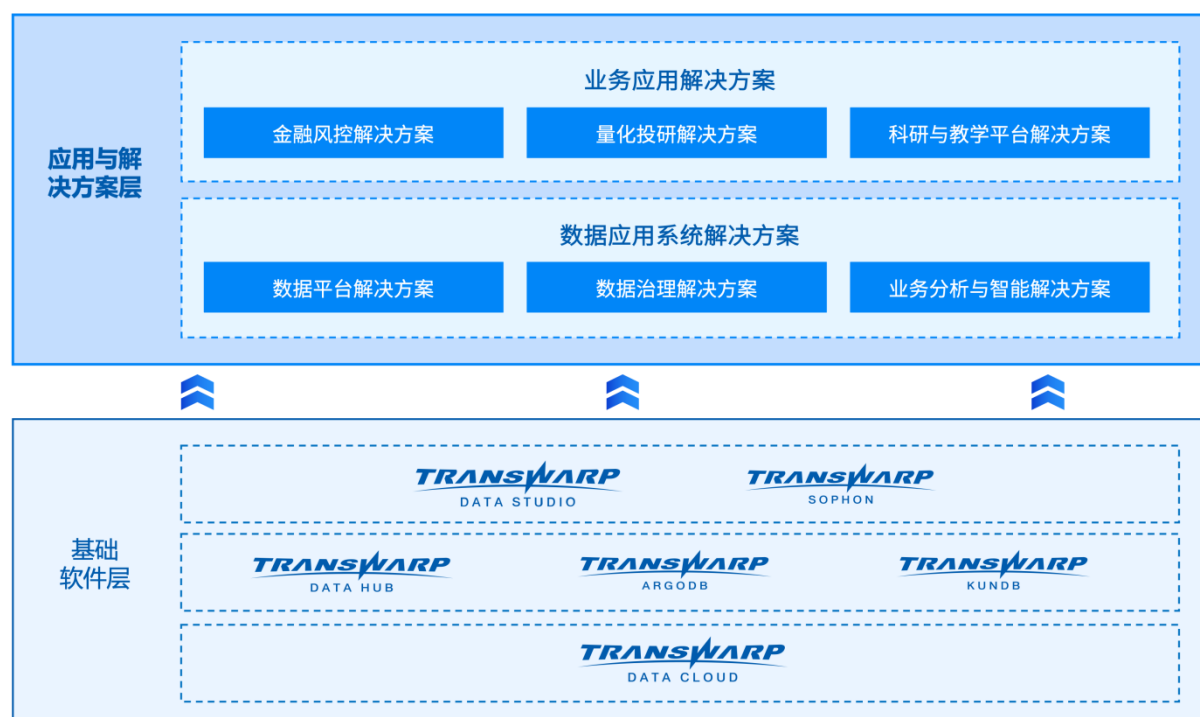 业务应用解决方案
金融风控解决方案
量化投研解决方案
科研与教学平台解决方案
应用与解
决方案层
数据应用系统解决方案
数据平台解决方案
数据治理解决方案
业务分析与智能解决方案
基础
软件层
TRANSWARP
DATA STUDIO
TRANSWARP
SOPHON
TRANSWARP
DATA HUB
TRANSWARP
ARGODB
TRANSWARP
KUNDB
TRANSWARP
DATA CLOUD